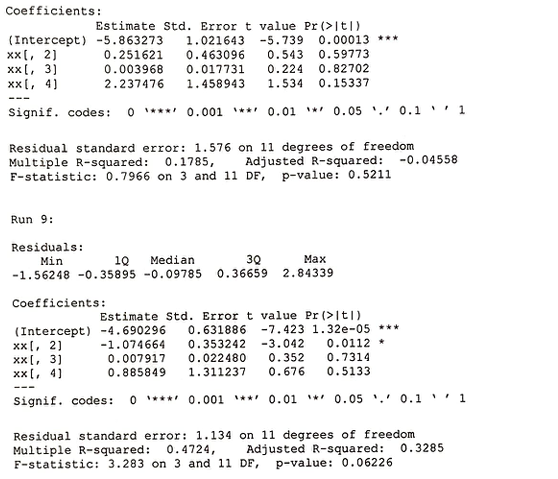 Coefficients:
Estimate Std. Error t value Pr(>|t|)
(Intercept) -5.863273 1.021643 -5.739 0.00013 ***
xx[, 2] 0.251621 0.463096 0.543 0.59773
xx[, 3] 0.003968 0.017731 0.224 0.82702
xx[, 4] 2.237476 1.458943 1.534 0.15337
---
Signif. codes: 0 '***' 0.001 '**' 0.01 '*' 0.05 '.' 0.1 ' ' 1
Residual standard error: 1.576 on 11 degrees of freedom
Multiple R-squared: 0.1785, Adjusted R-squared: -0.04558
F-statistic: 0.7966 on 3 and 11 DF, p-value: 0.5211
Run 9:
Residuals:
Min 1Q Median 3Q Max
-1.56248 -0.35895 -0.09785 0.36659 2.84339
Coefficients:
Estimate Std. Error t value Pr(>|t|)
(Intercept) -4.690296 0.631886 -7.423 1.32e-05 ***
xx[, 2] -1.074664 0.353242 -3.042 0.0112 *
xx[, 3] 0.007917 0.022480 0.352 0.7314
xx[, 4] 0.885849 1.311237 0.676 0.5133
---
Signif. codes: 0 '***' 0.001 '**' 0.01 '*' 0.05 '.' 0.1 ' ' 1
Residual standard error: 1.134 on 11 degrees of freedom
Multiple R-squared: 0.4724, Adjusted R-squared: 0.3285
F-statistic: 3.283 on 3 and 11 DF, p-value: 0.06226